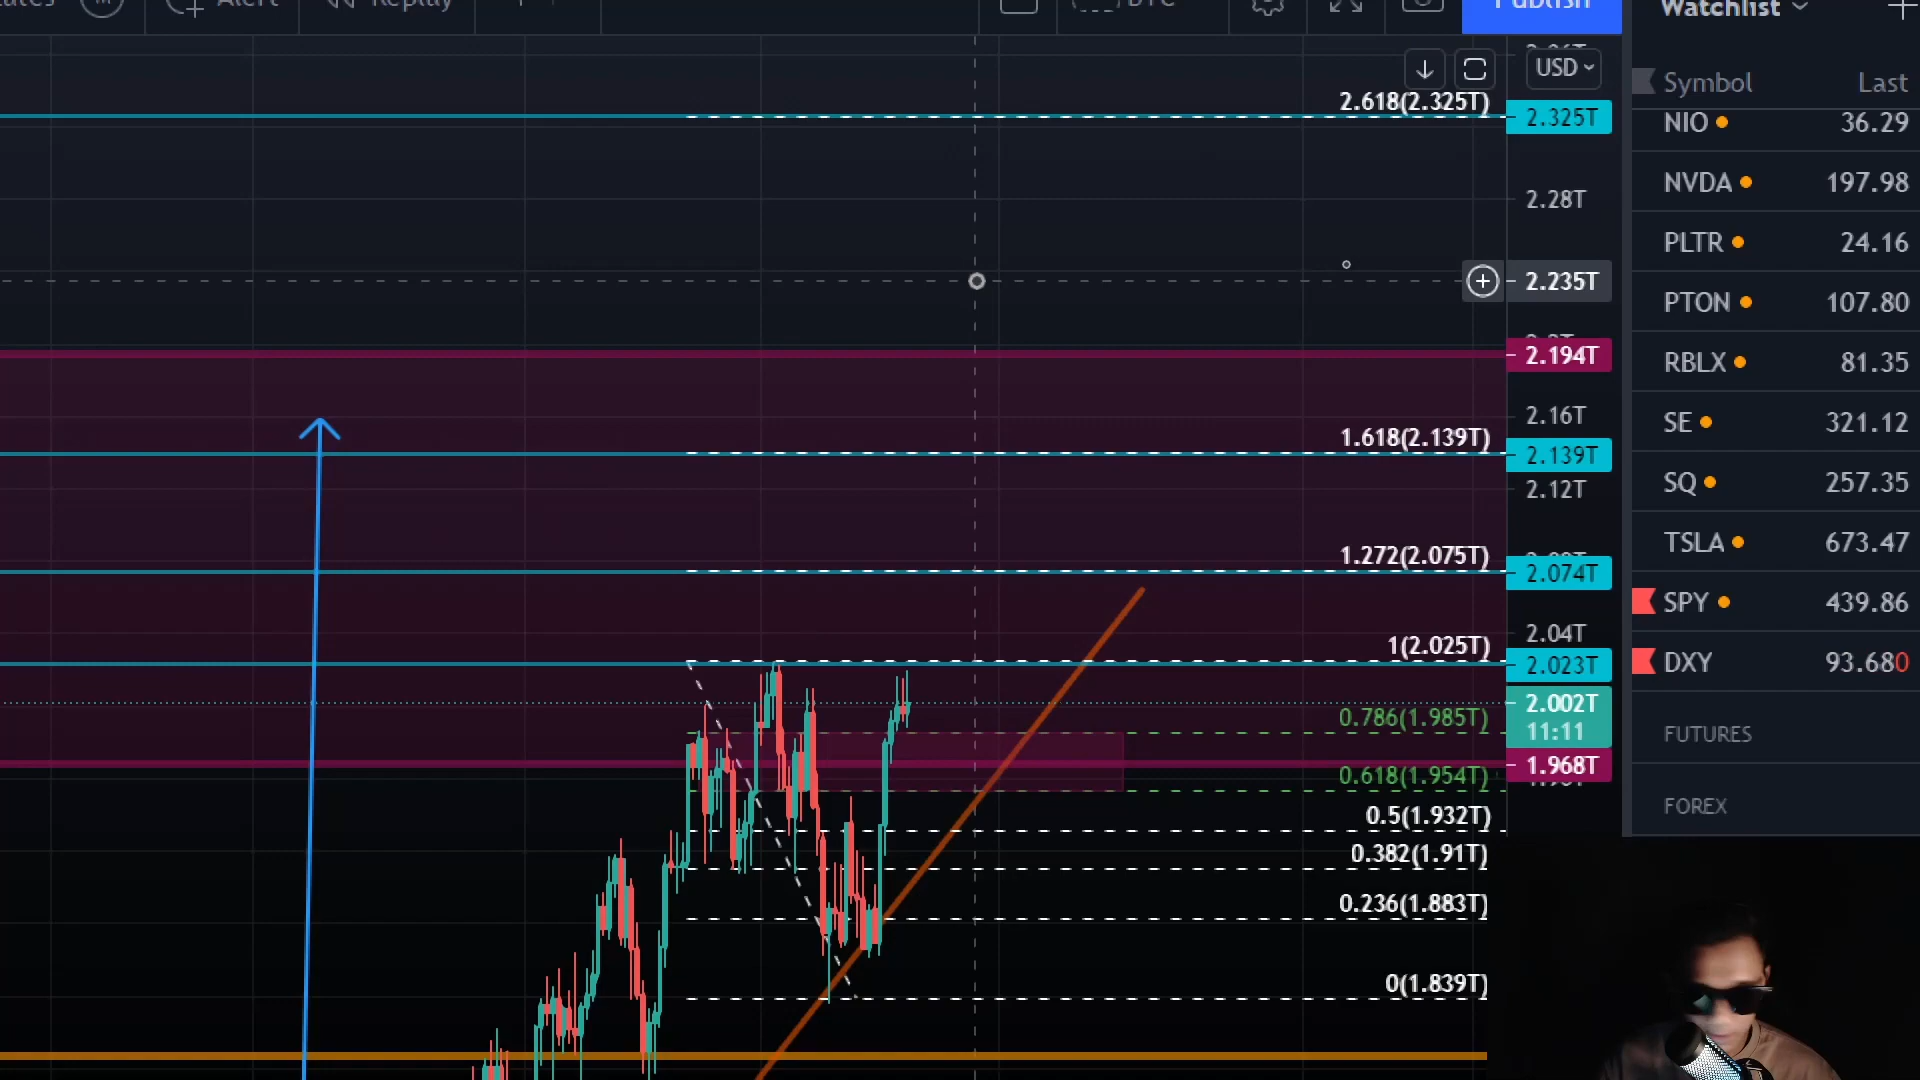 Alert
Replay
BTC
Publish
Watchlist
USD
Symbol Last
2.618(2.325T) 2.325T
NIO 36.29
NVDA 197.98
2.28T
PLTR 24.16
2.235T
PTON 107.80
2.194T
RBLX 81.35
2.16T
SE 321.12
1.618(2.139T) 2.139T
2.12T
SQ 257.35
TSLA 673.47
1.272(2.075T) 2.074T
SPY 439.86
2.04T
1(2.025T) 2.023T
DXY 93.680
2.002T
0.786(1.985T) 11:11
FUTURES
1.968T
0.618(1.954T)
FOREX
0.5(1.932T)
0.382(1.91T)
0.236(1.883T)
0(1.839T)